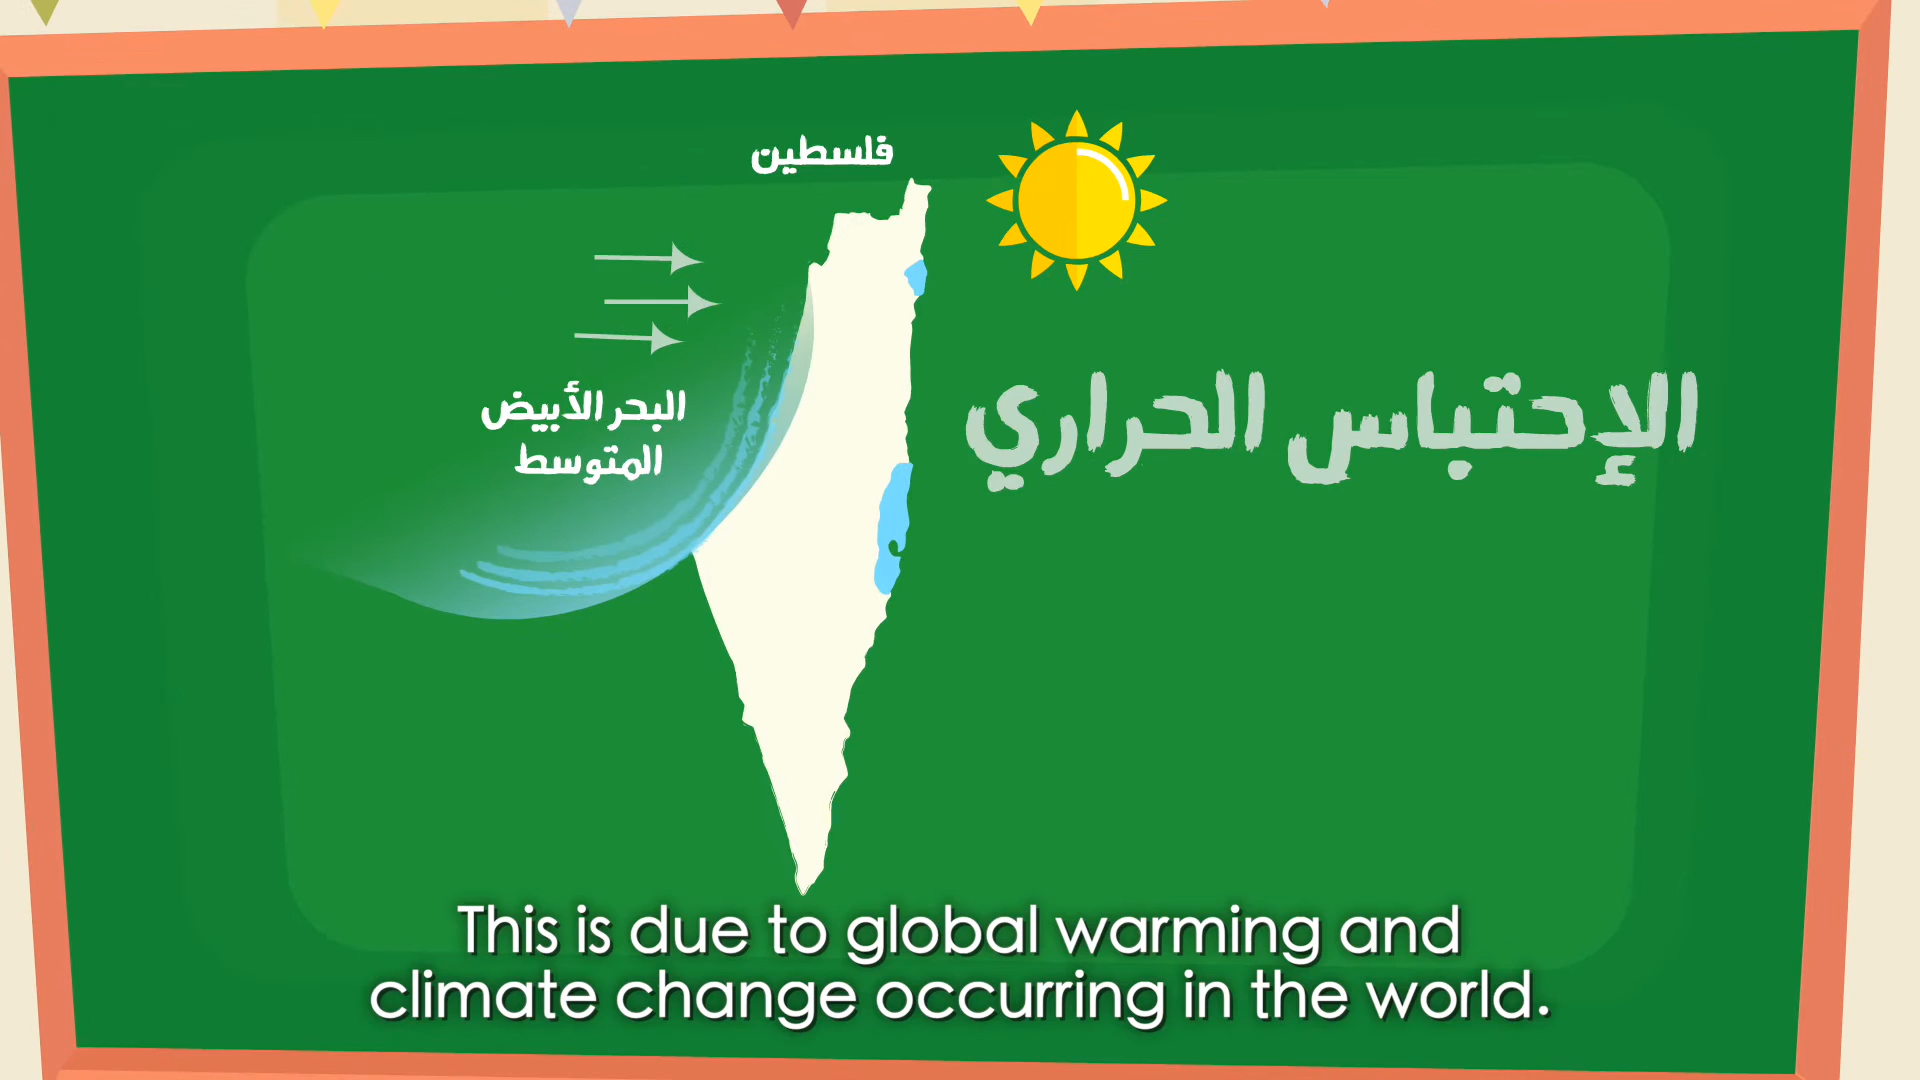 فلسطين
البحر الأبيض
المتوسط
الإحتباس الحراري
This is due to global warming and
climate change occurring in the world.